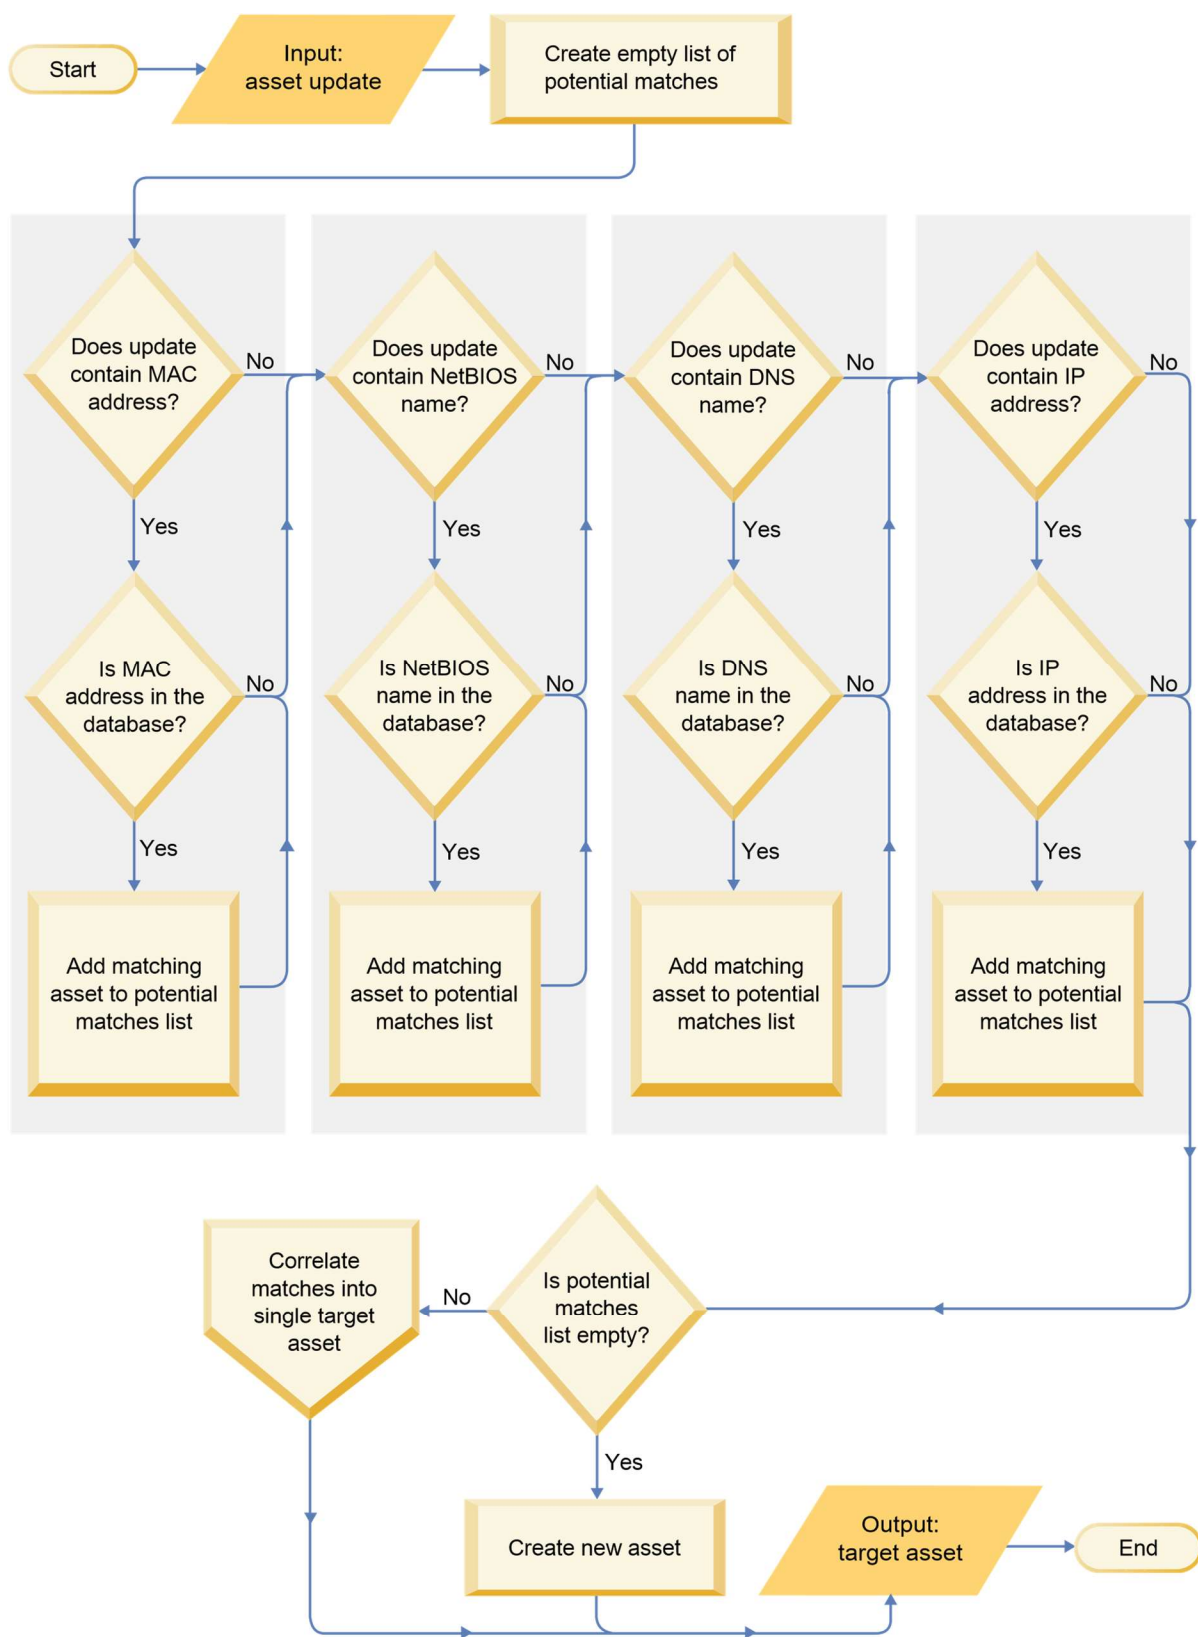 Start
Input:
asset update
Create empty list of
potential matches
Does update
contain MAC
address?
No
Yes
Is MAC
address in the
database?
No
Yes
Add matching
asset to potential
matches list
Does update
contain NetBIOS
name?
No
Yes
Is NetBIOS
name in the
database?
No
Yes
Add matching
asset to potential
matches list
Does update
contain DNS
name?
No
Yes
Is DNS
name in the
database?
No
Yes
Add matching
asset to potential
matches list
Does update
contain IP
address?
No
Yes
Is IP
address in the
database?
No
Yes
Add matching
asset to potential
matches list
Is potential
matches
list empty?
No
Correlate
matches into
single target
asset
Yes
Create new asset
Output:
target asset
End